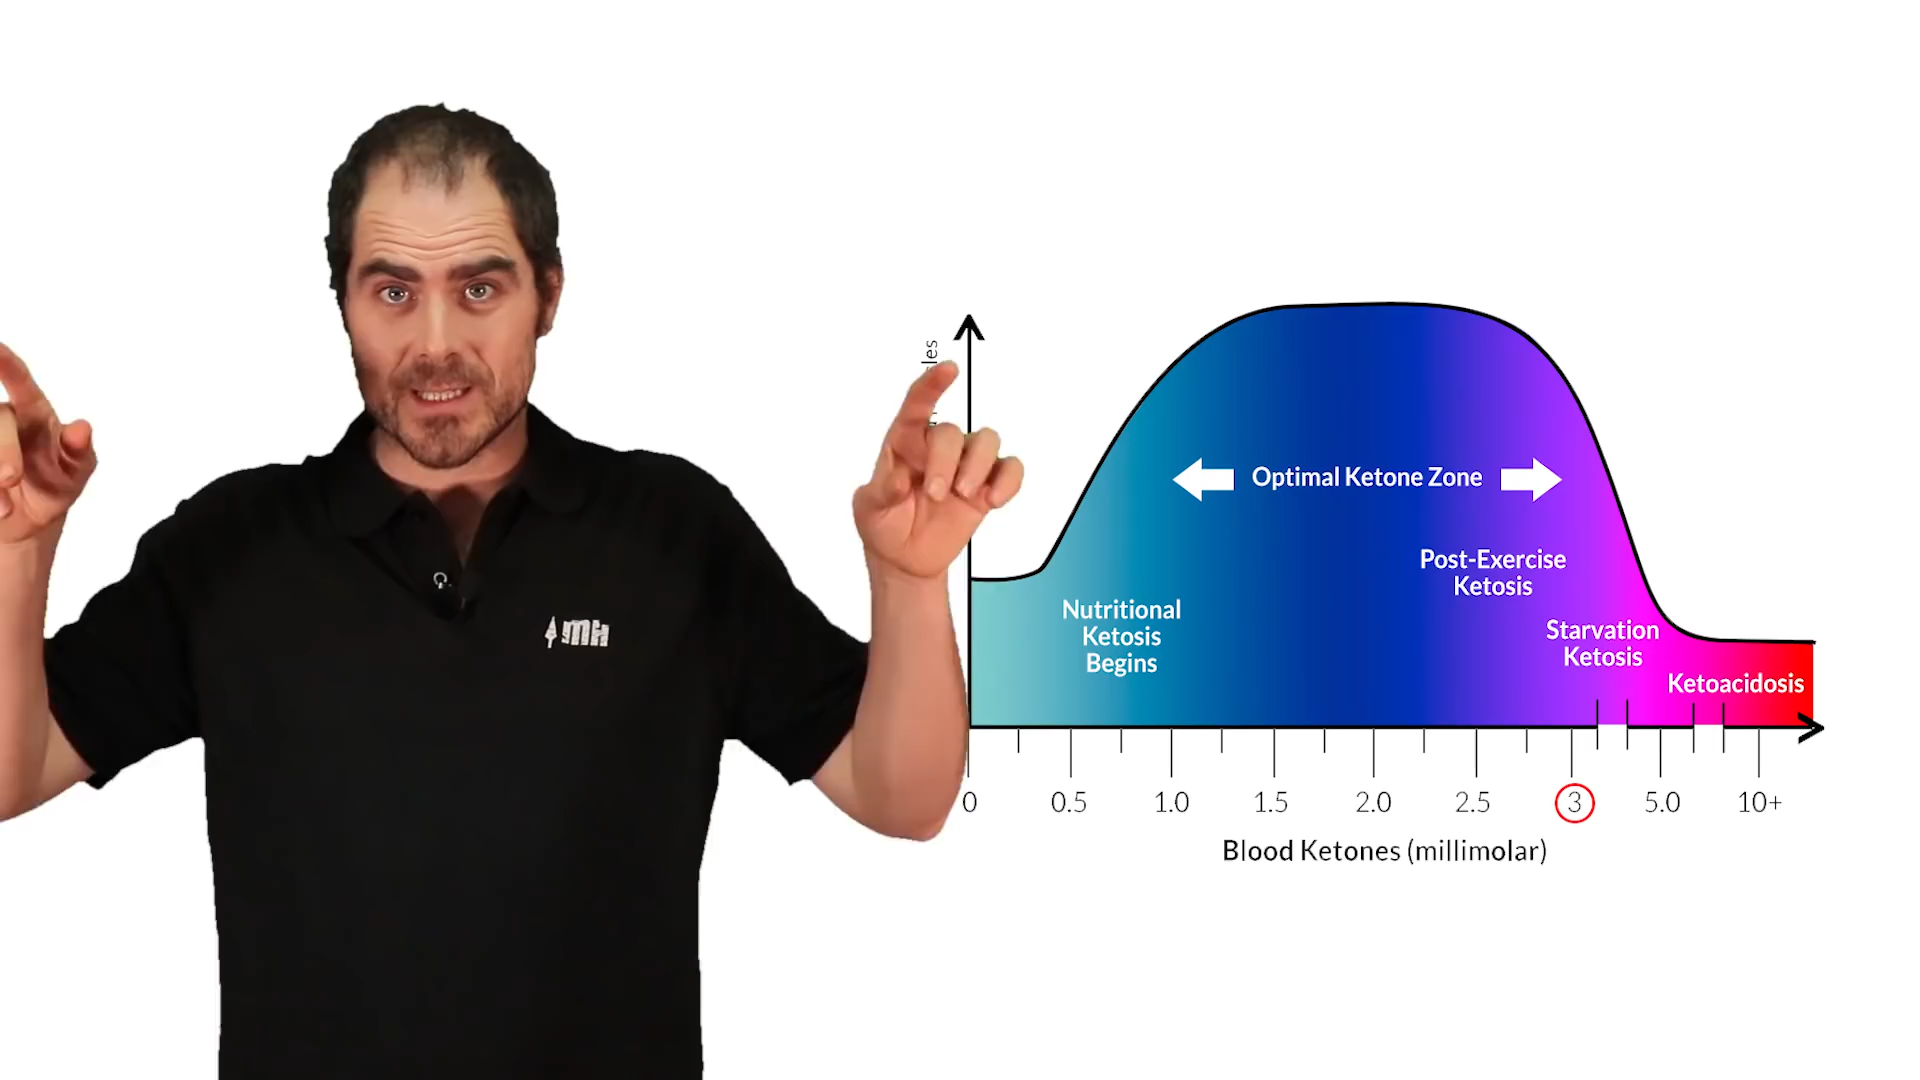 MH
Optimal Ketone Zone
Post-Exercise
Ketosis
Nutritional
Ketosis
Begins
Starvation
Ketosis
Ketoacidosis
0 0.5 1.0 1.5 2.0 2.5 3 5.0 10+
Blood Ketones (millimolar)